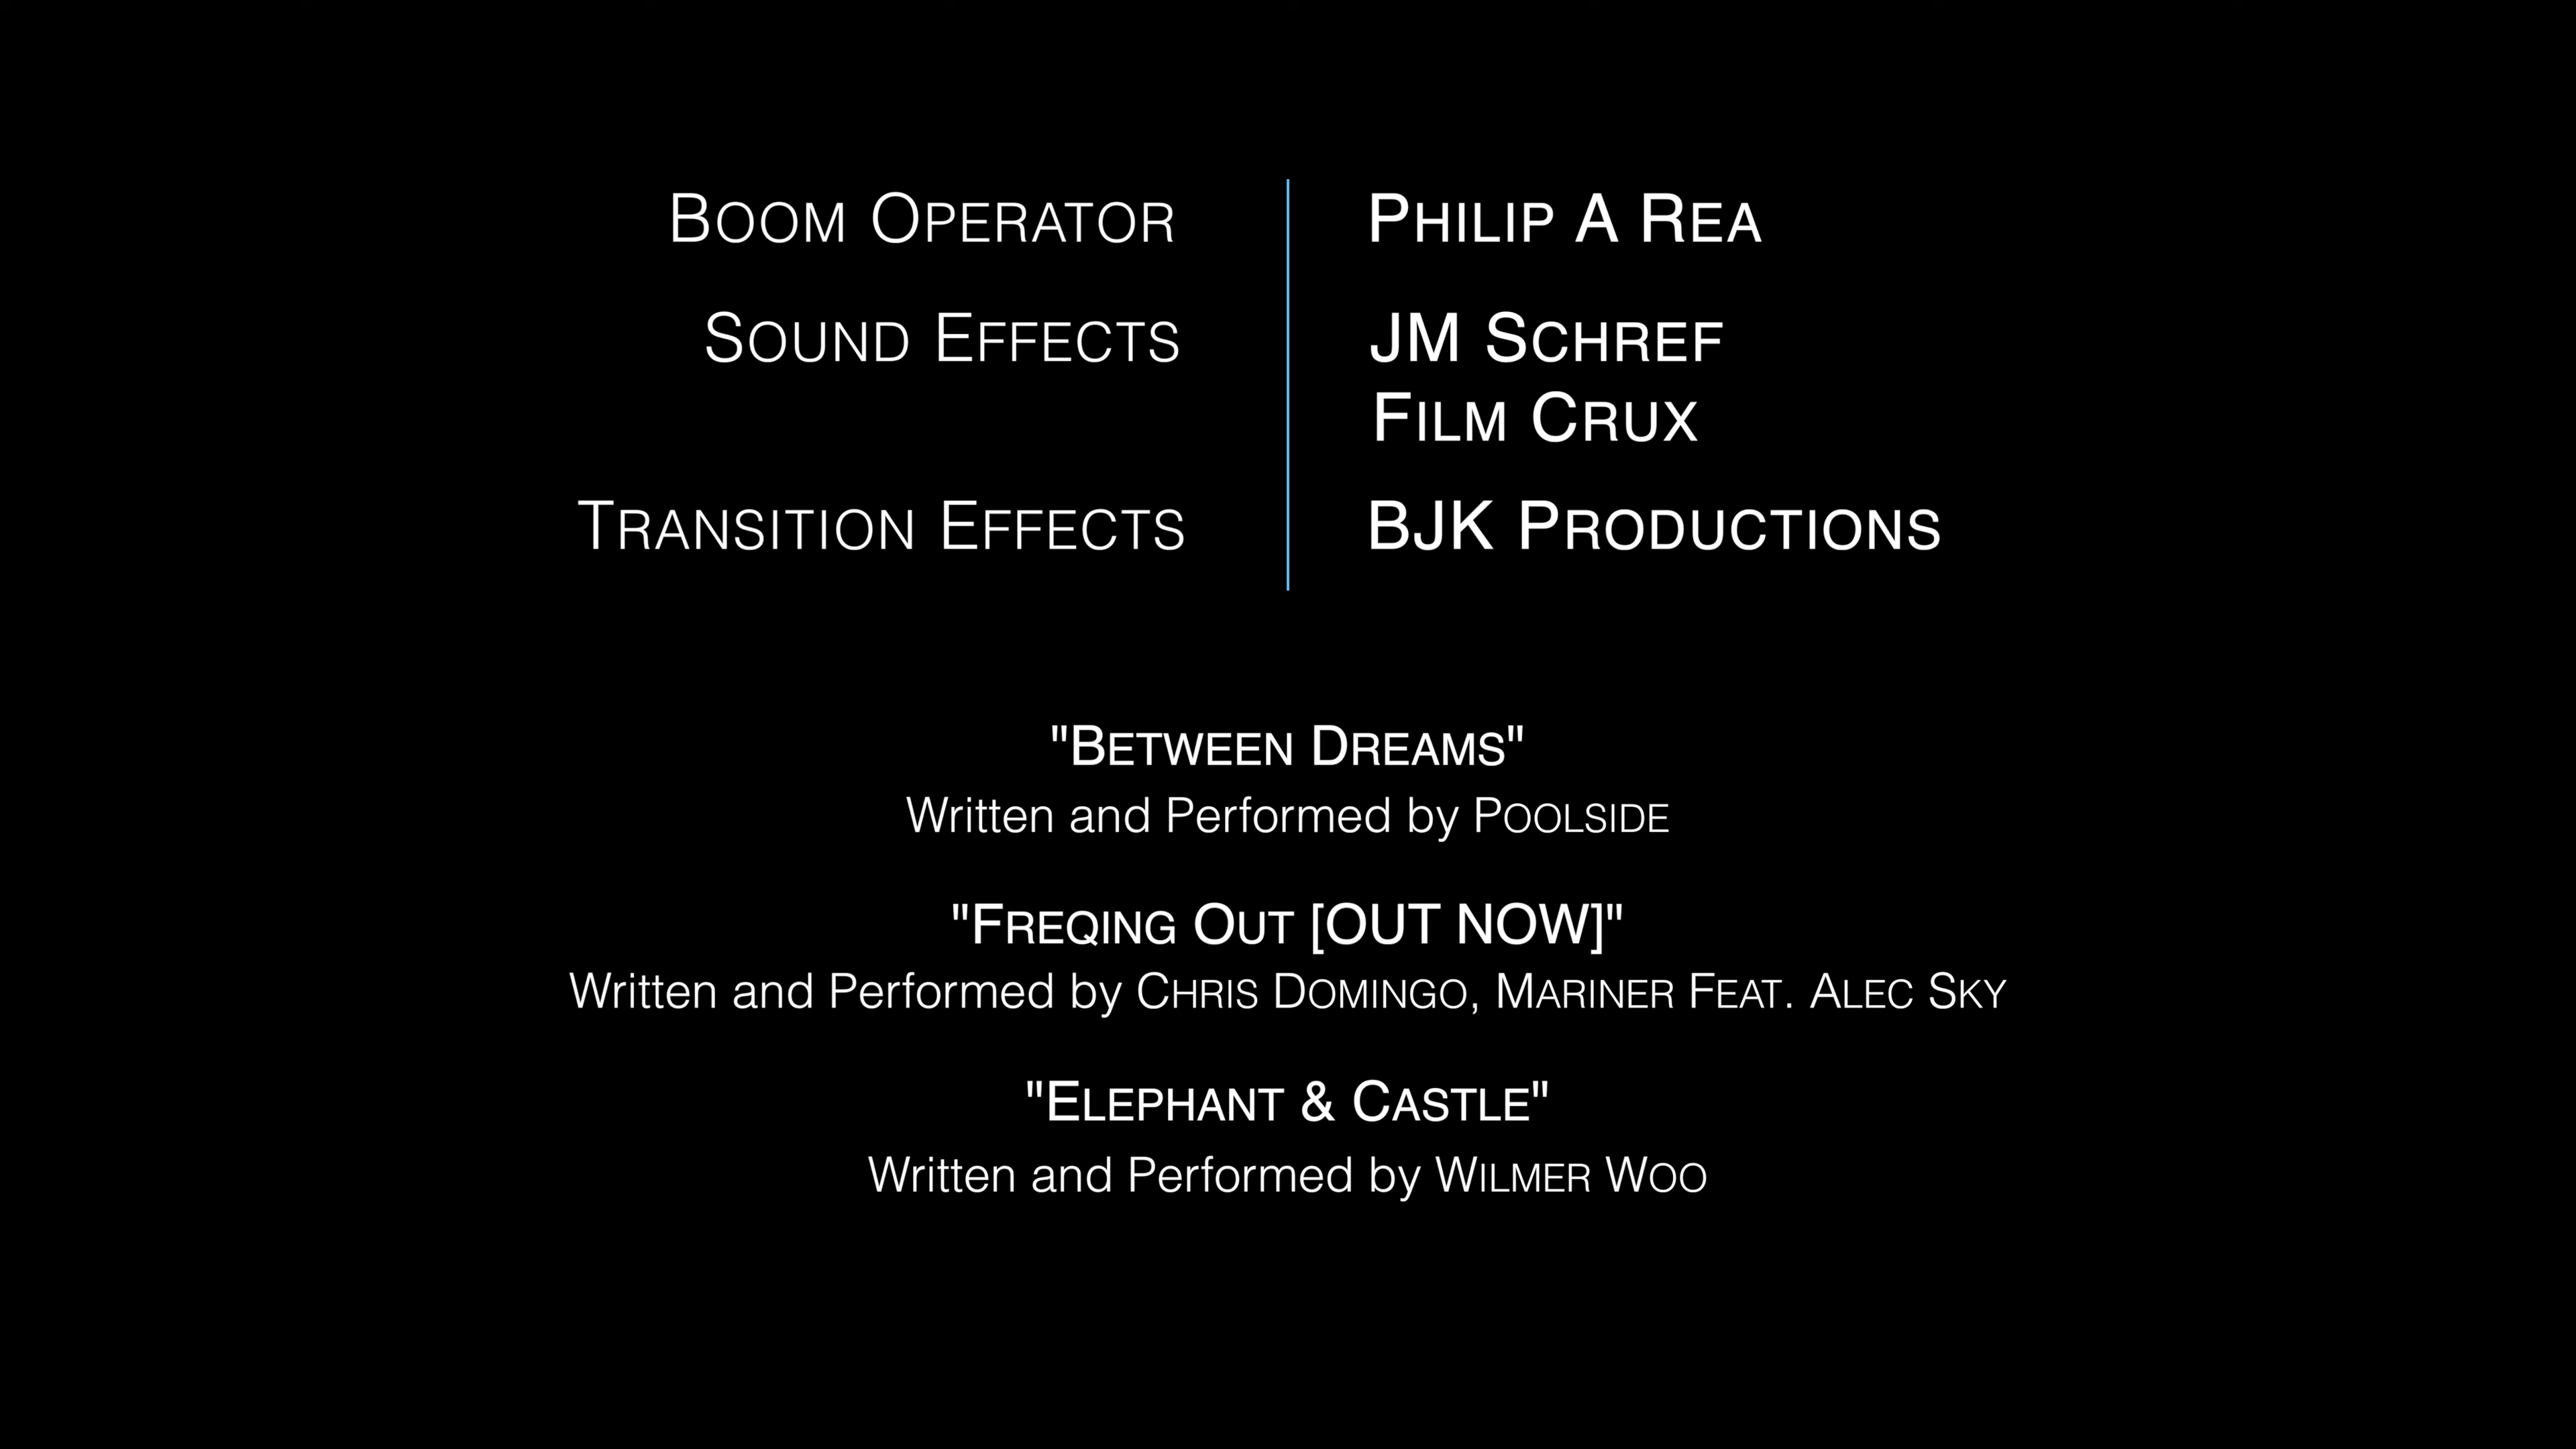 Boom Operator Philip A Rea
Sound Effects JM Schref
Film Crux
Transition Effects BJK Productions
"Between Dreams"
Written and Performed by Poolside
"Freqing Out [OUT NOW]"
Written and Performed by Chris Domingo, Mariner Feat. Alec Sky
"Elephant & Castle"
Written and Performed by Wilmer Woo